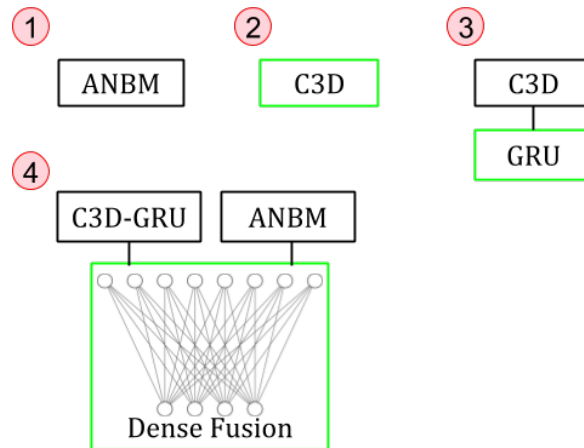 1
ANBM
2
C3D
3
C3D
GRU
4
C3D-GRU
ANBM
Dense Fusion